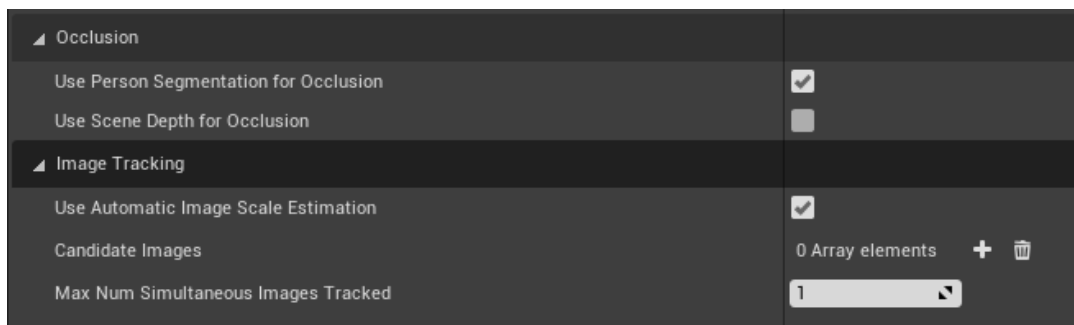 Occlusion
Use Person Segmentation for Occlusion
Use Scene Depth for Occlusion
Image Tracking
Use Automatic Image Scale Estimation
Candidate Images 0 Array elements
Max Num Simultaneous Images Tracked 1